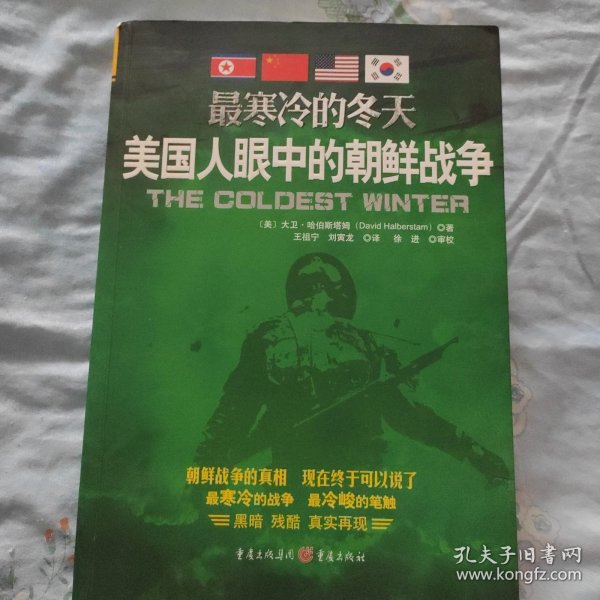 最寒冷的冬天
美国人眼中的朝鲜战争
THE COLDEST WINTER
〔美〕大卫·哈伯斯塔姆（David Halberstam）◎著
王祖宁 刘寅龙 ◎译 徐进 ◎审校
朝鲜战争的真相 现在终于可以说了
最寒冷的战争 最冷峻的笔触
黑暗 残酷 真实再现
重庆出版集团 重庆出版社
孔夫子旧书网
www.kongfz.com